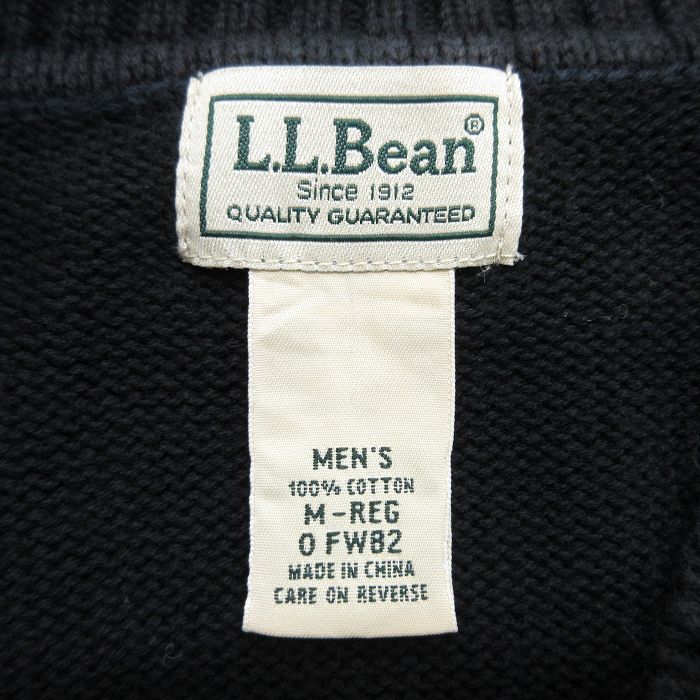 L.L.Bean®
Since 1912
QUALITY GUARANTEED
MEN'S
100% COTTON
M-REG
0 FW82
MADE IN CHINA
CARE ON REVERSE